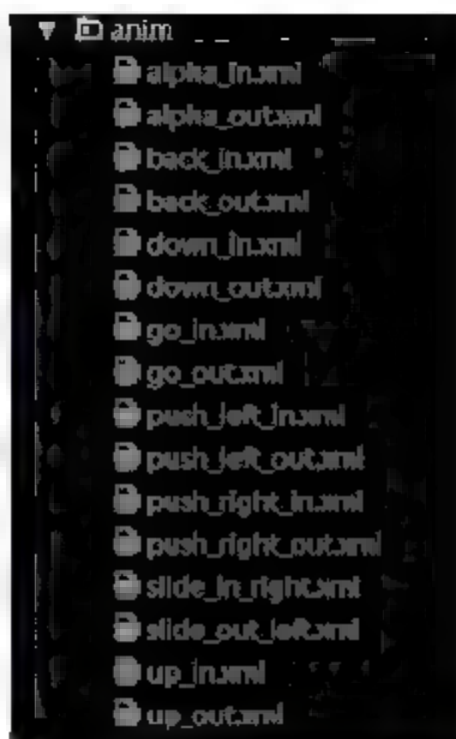 anim
alpha_in.xml
alpha_out.xml
back_in.xml
back_out.xml
down_in.xml
down_out.xml
go_in.xml
go_out.xml
push_left_in.xml
push_left_out.xml
push_right_in.xml
push_right_out.xml
slide_in_right.xml
slide_out_left.xml
up_in.xml
up_out.xml